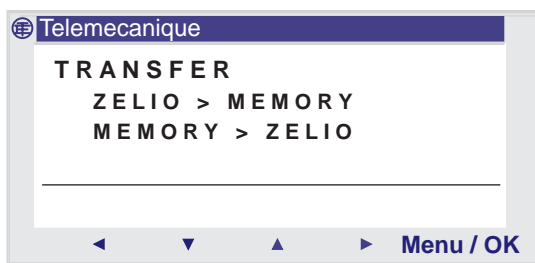 Telemecanique
TRANSFER
ZELIO > MEMORY
MEMORY > ZELIO
Menu / OK